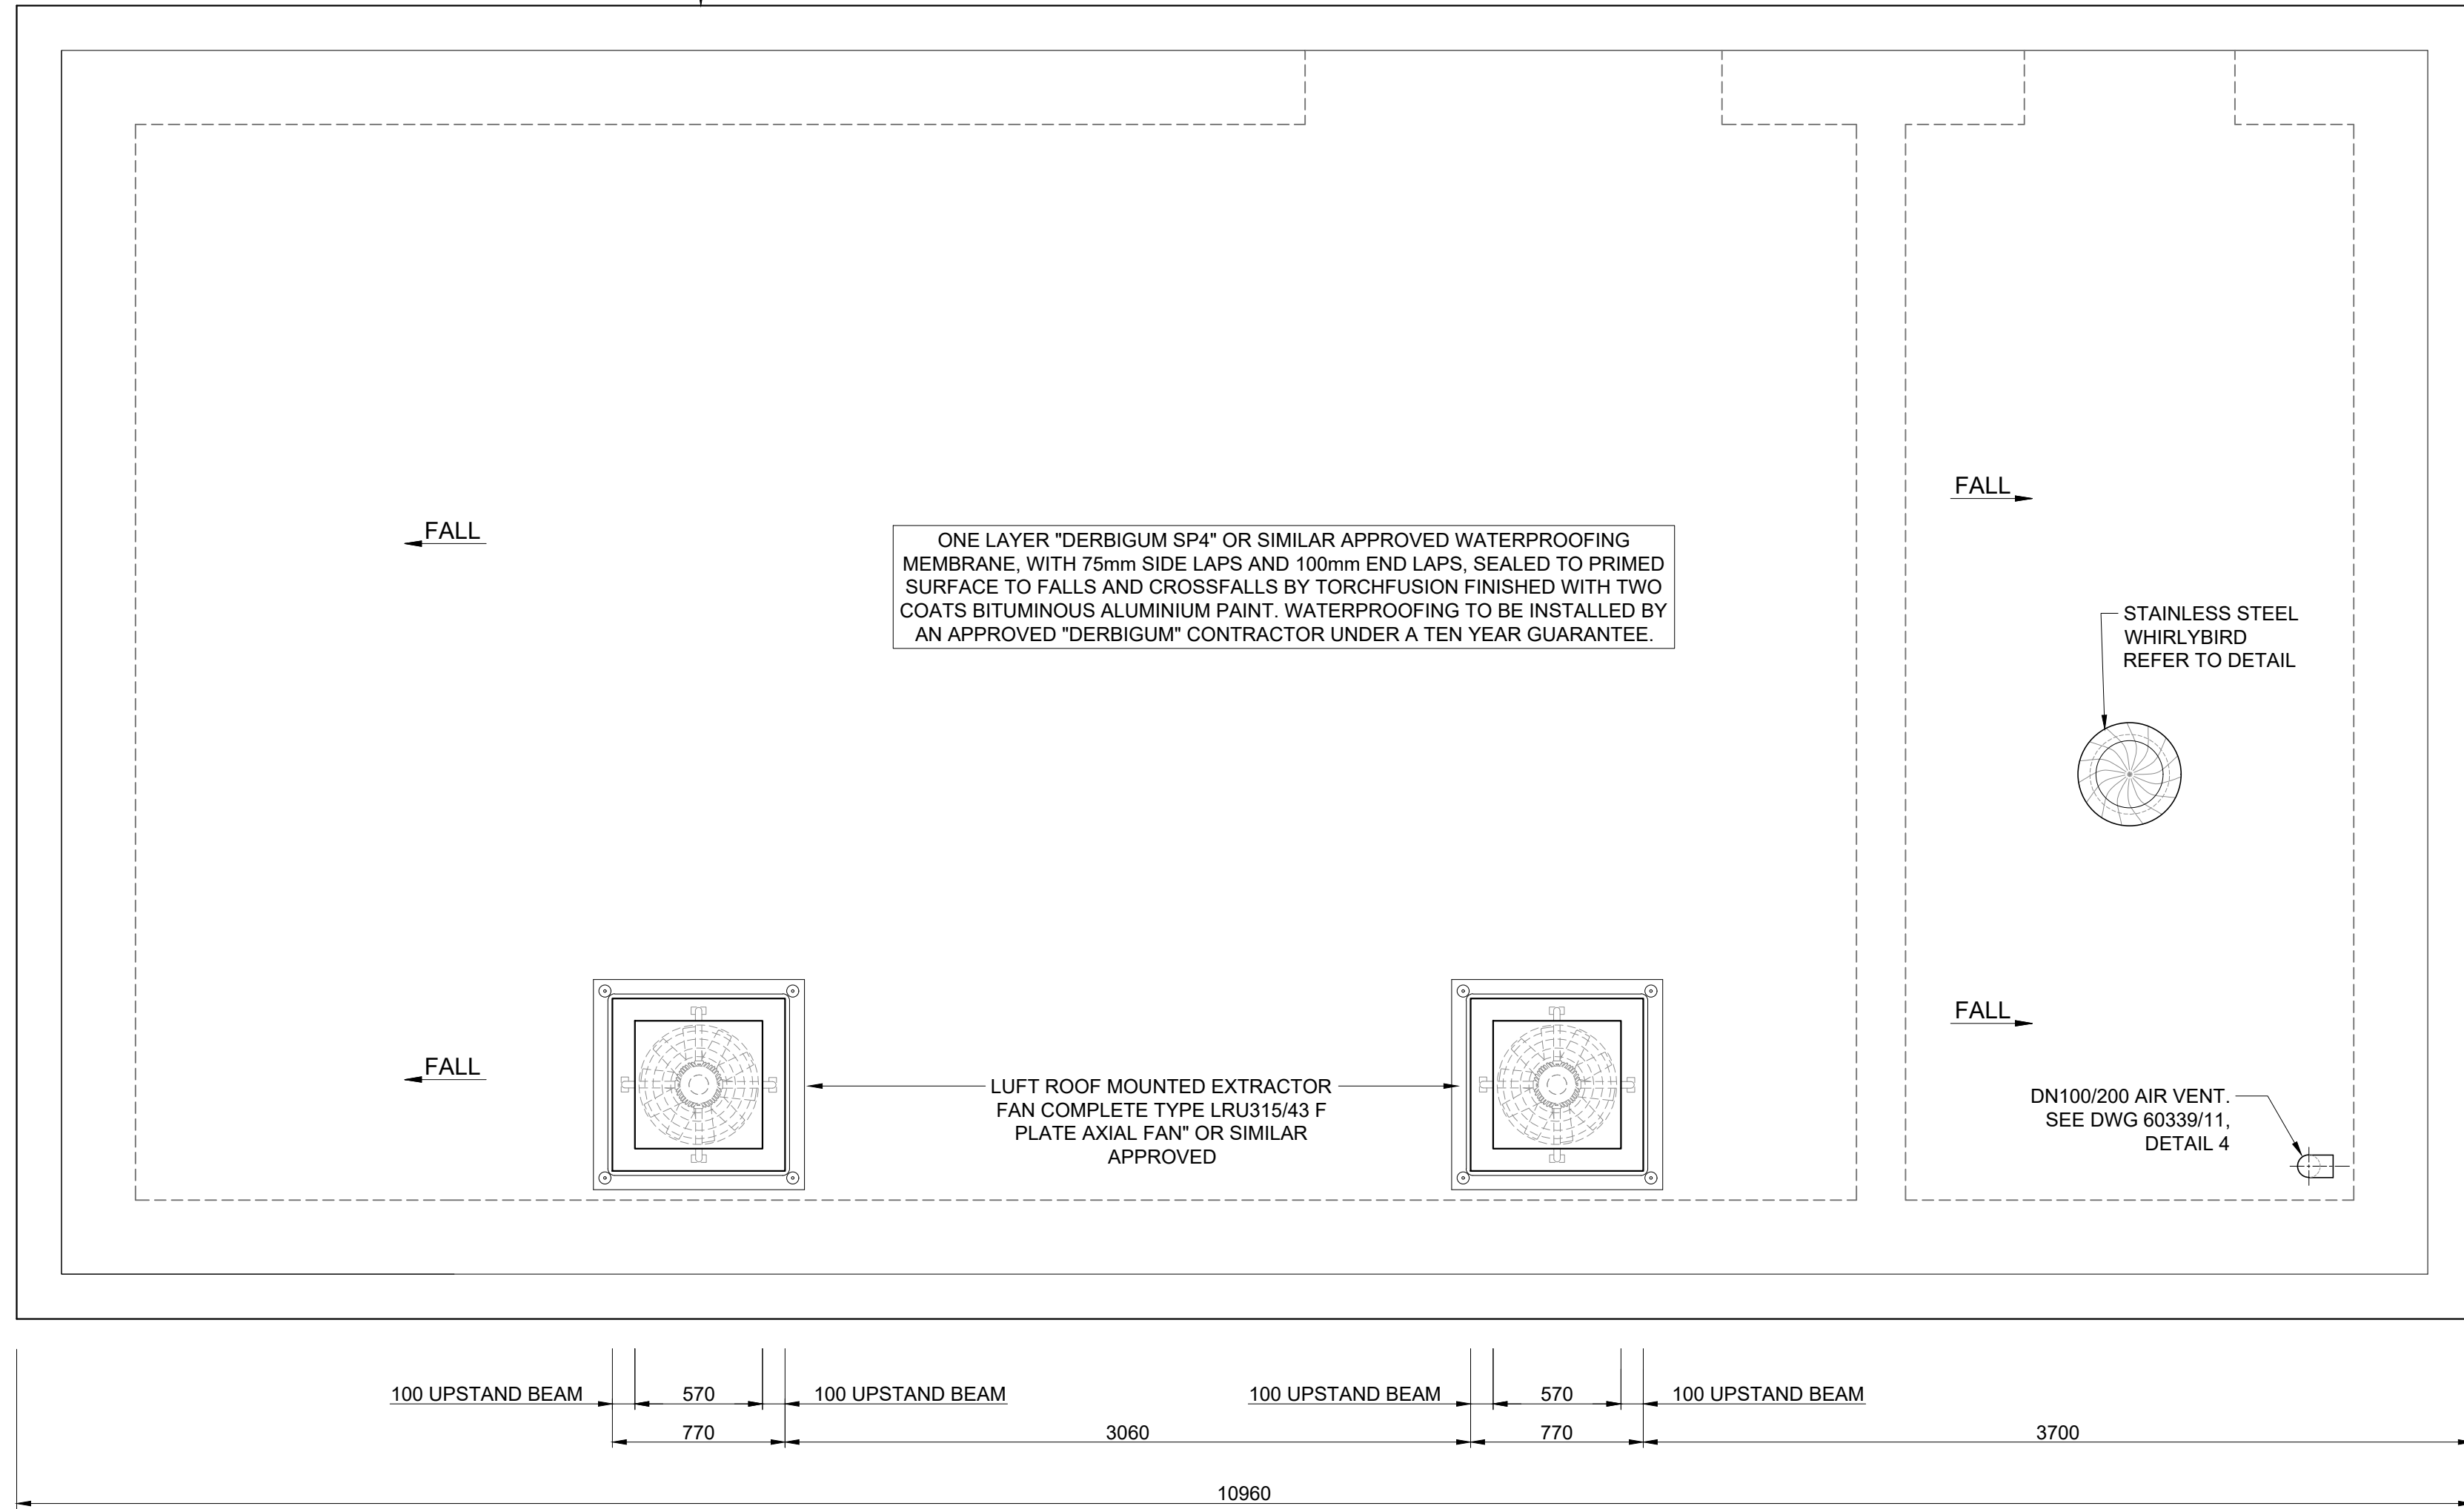 FALL
FALL
ONE LAYER "DERBIGUM SP4" OR SIMILAR APPROVED WATERPROOFING
MEMBRANE, WITH 75mm SIDE LAPS AND 100mm END LAPS, SEALED TO PRIMED
SURFACE TO FALLS AND CROSSFALLS BY TORCHFUSION FINISHED WITH TWO
COATS BITUMINOUS ALUMINIUM PAINT. WATERPROOFING TO BE INSTALLED BY
AN APPROVED "DERBIGUM" CONTRACTOR UNDER A TEN YEAR GUARANTEE.
STAINLESS STEEL
WHIRLYBIRD
REFER TO DETAIL
FALL
FALL
LUFT ROOF MOUNTED EXTRACTOR
FAN COMPLETE TYPE LRU315/43 F
PLATE AXIAL FAN" OR SIMILAR
APPROVED
DN100/200 AIR VENT.
SEE DWG 60339/11,
DETAIL 4
100 UPSTAND BEAM
570
100 UPSTAND BEAM
100 UPSTAND BEAM
570
100 UPSTAND BEAM
770
3060
770
3700
10960